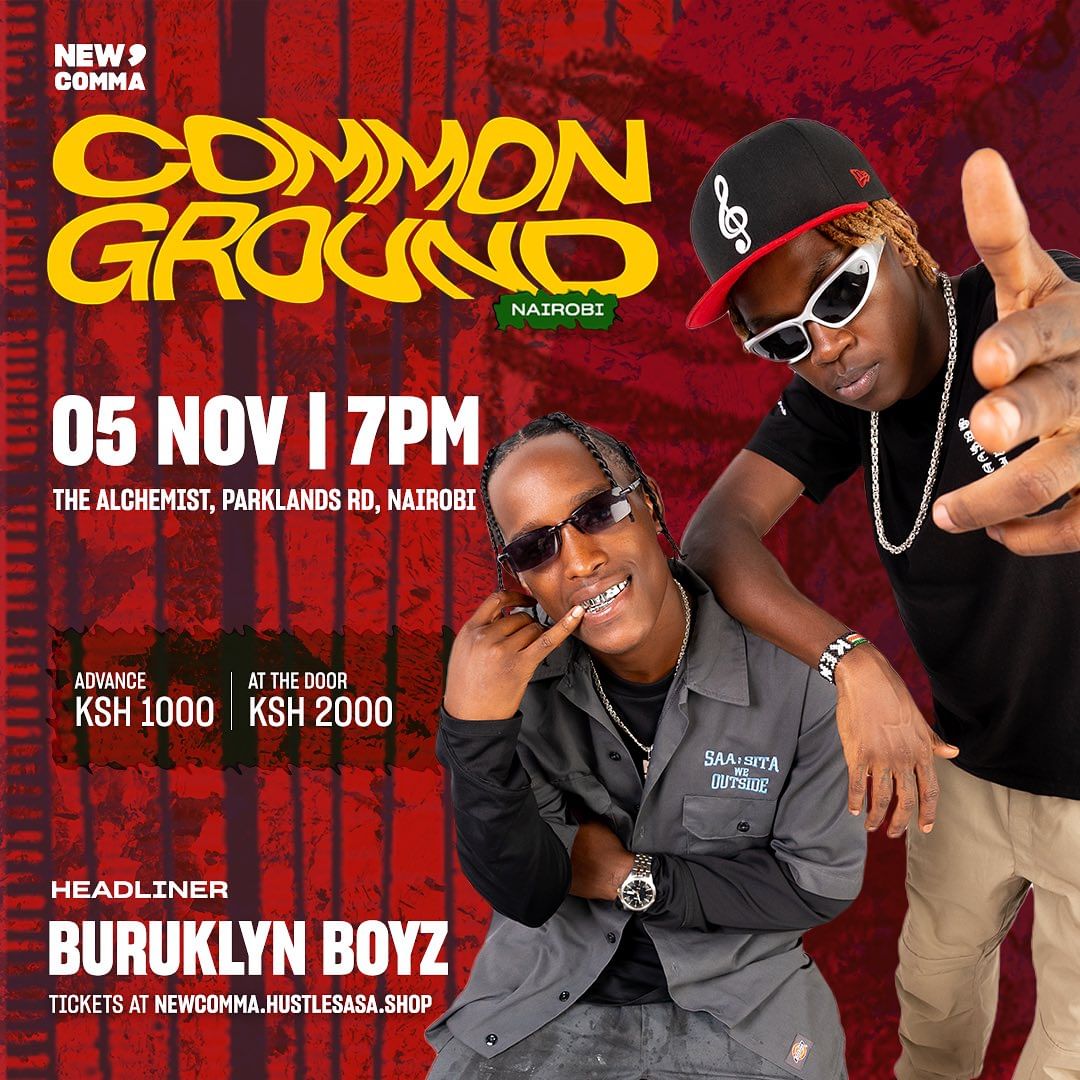 NEW,
COMMA
COMMON
GROUND
NAIROBI
05 NOV | 7PM
THE ALCHEMIST, PARKLANDS RD, NAIROBI
ADVANCE
KSH 1000
AT THE DOOR
KSH 2000
SAA:SITA
WE
OUTSIDE
HEADLINER
BURUKLYN BOYZ
TICKETS AT NEWCOMMA.HUSTLESASA.SHOP